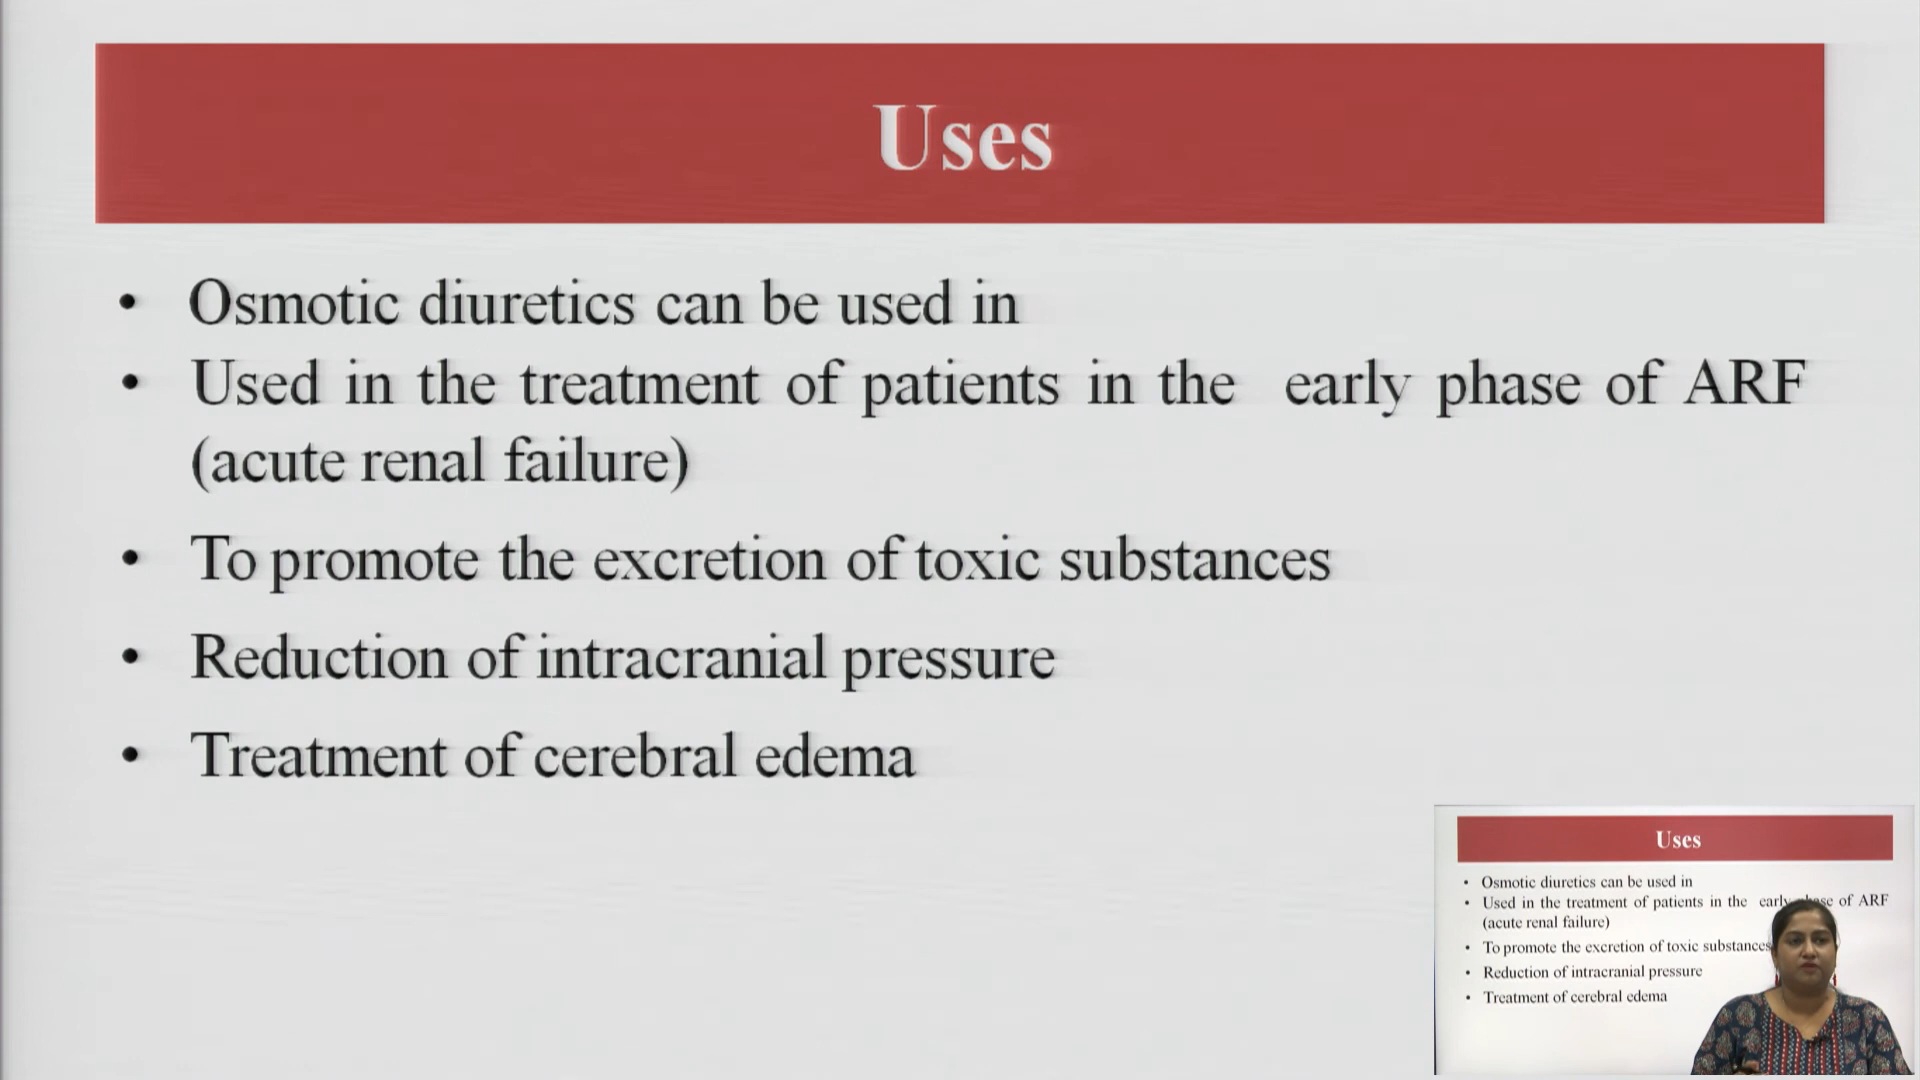 Uses
• Osmotic diuretics can be used in
• Used in the treatment of patients in the early phase of ARF
(acute renal failure)
• To promote the excretion of toxic substances
• Reduction of intracranial pressure
• Treatment of cerebral edema
Uses
• Osmotic diuretics can be used in
• Used in the treatment of patients in the of ARF
(acute renal failure)
• To promote the excretion of toxic substances
• Reduction of intracranial pressure
• Treatment of cerebral edema